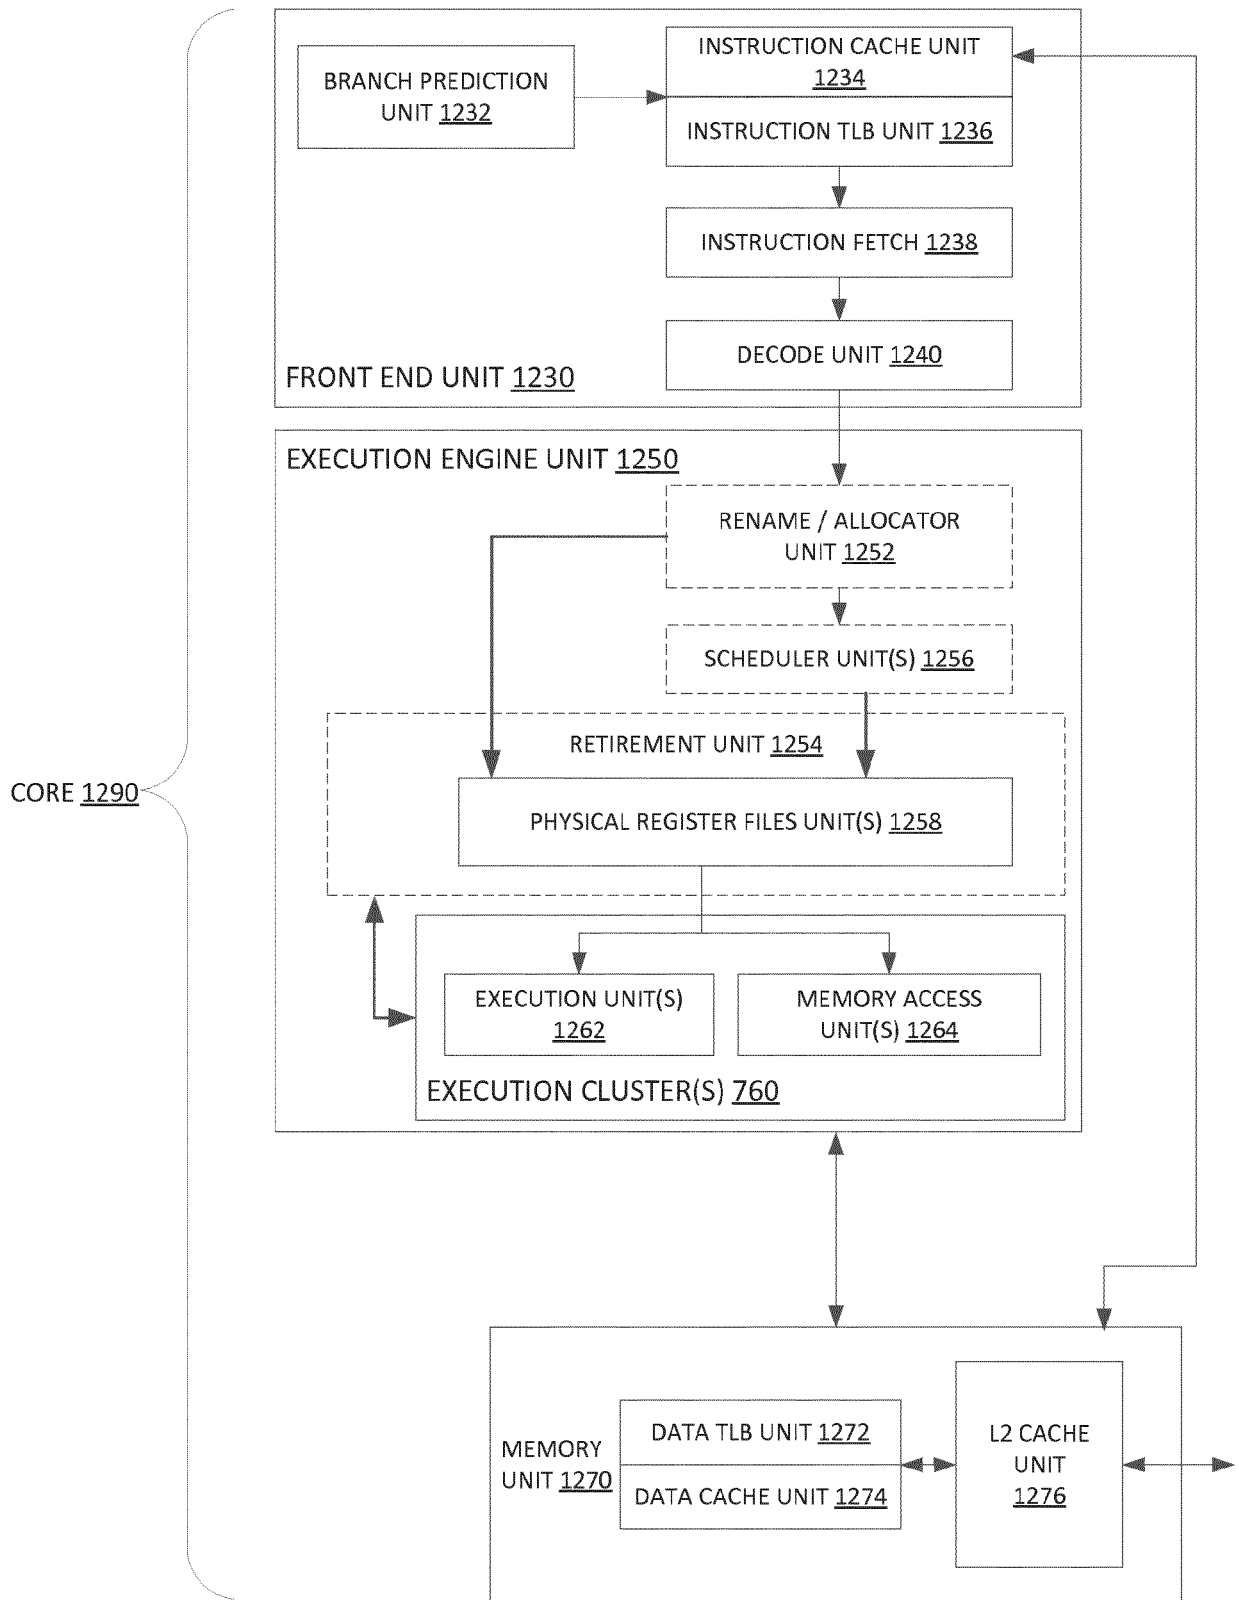 BRANCH PREDICTION
UNIT 1232
INSTRUCTION CACHE UNIT
1234
INSTRUCTION TLB UNIT 1236
INSTRUCTION FETCH 1238
DECODE UNIT 1240
FRONT END UNIT 1230
EXECUTION ENGINE UNIT 1250
RENAME / ALLOCATOR
UNIT 1252
SCHEDULER UNIT(S) 1256
RETIREMENT UNIT 1254
CORE 1290
PHYSICAL REGISTER FILES UNIT(S) 1258
EXECUTION UNIT(S)
1262
MEMORY ACCESS
UNIT(S) 1264
EXECUTION CLUSTER(S) 760
MEMORY
UNIT 1270
DATA TLB UNIT 1272
DATA CACHE UNIT 1274
L2 CACHE
UNIT
1276